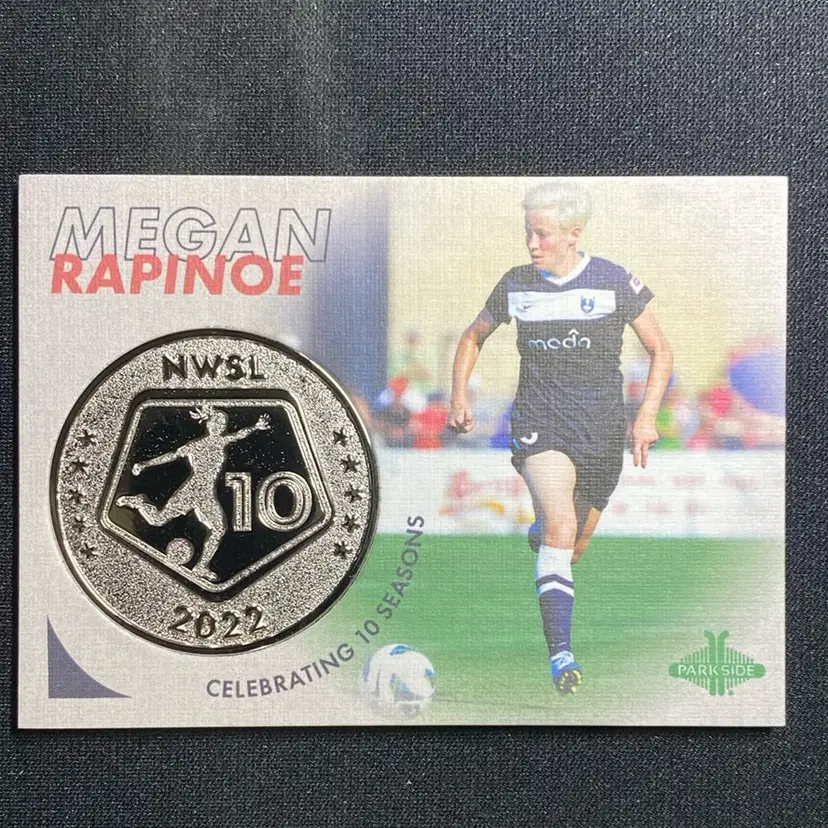 MEGAN
RAPINOE
NWSL
10
2022
CELEBRATING 10 SEASONS
moda
PARKSIDE